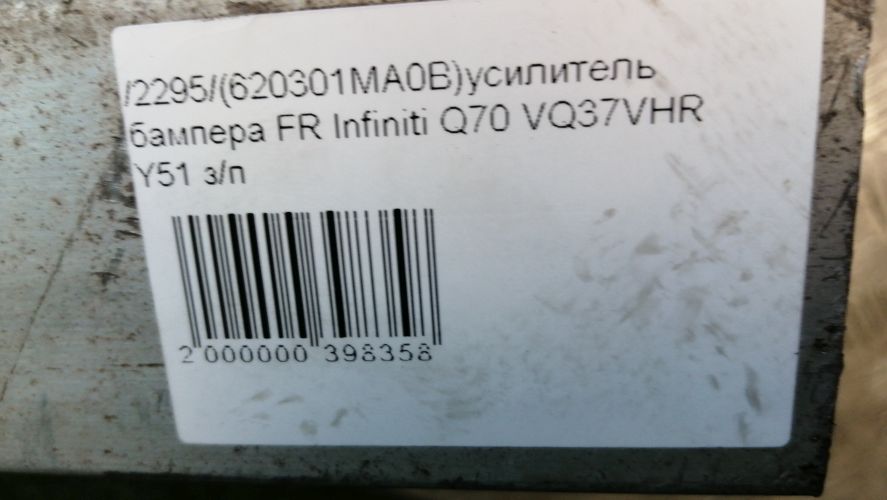 /2295/(620301MA0B)усилитель
бампера FR Infiniti Q70 VQ37VHR
Y51 з/п
2 000000 398358